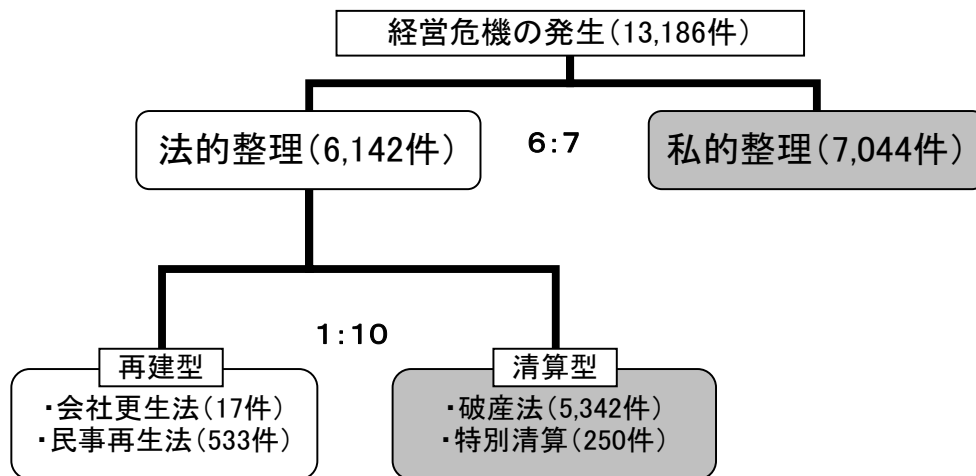 経営危機の発生(13,186件)
法的整理(6,142件)
6:7
私的整理(7,044件)
1:10
再建型
・会社更生法(17件)
・民事再生法(533件)
清算型
・破産法(5,342件)
・特別清算(250件)